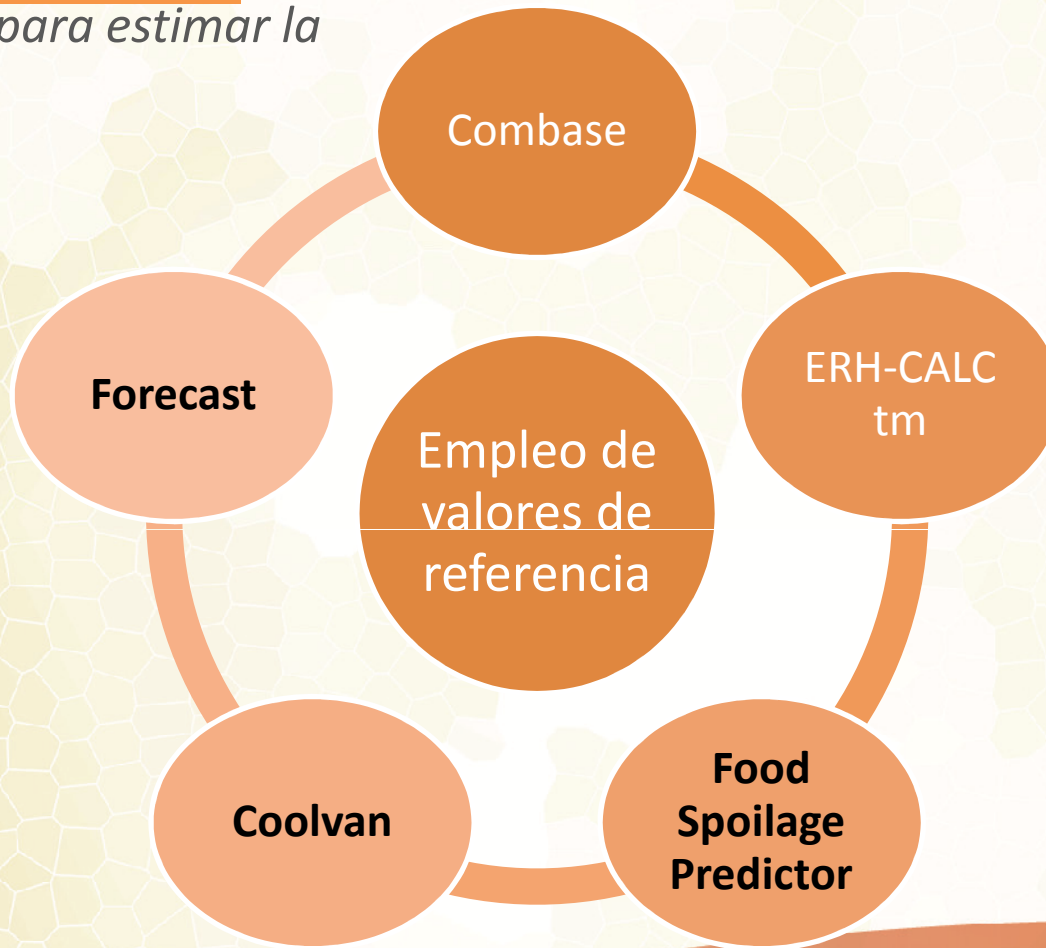 para estimar la
Combase
ERH-CALC
tm
Forecast
Empleo de
valores de
referencia
Coolvan
Food
Spoilage
Predictor